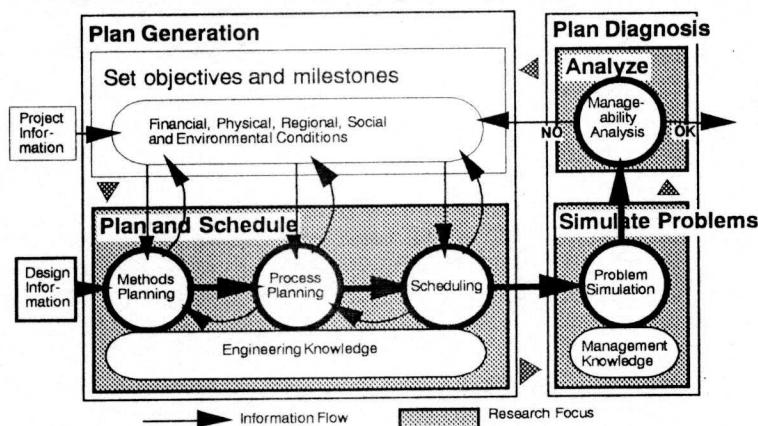 Plan Generation
Set objectives and milestones
Project
Infor-
mation
Financial, Physical, Regional, Social
and Environmental Conditions
Plan and Schedule
Design
Infor-
mation
Methods
Planning
Process
Planning
Scheduling
Engineering Knowledge
Plan Diagnosis
Analyze
Manage-
ability
Analysis
NO
OK
Simulate Problems
Problem
Simulation
Management
Knowledge
Information Flow
Research Focus